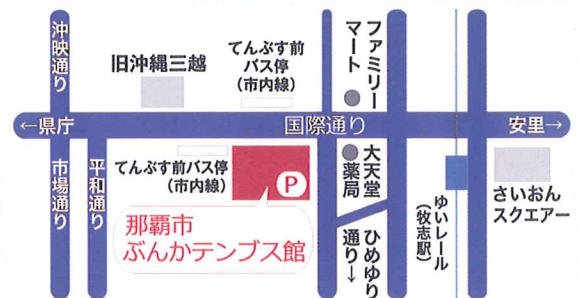 沖映通り
旧沖縄三越
てんぶす前
バス停
(市内線)
ファミリー
マート
←県庁
国際通り
安里→
市場通り
平和通り
てんぶす前バス停
(市内線)
P
大天堂
薬局
ゆいレール
(牧志駅)
さいおん
スクエアー
那覇市
ぶんかテンブス館
ひめゆり
通り→